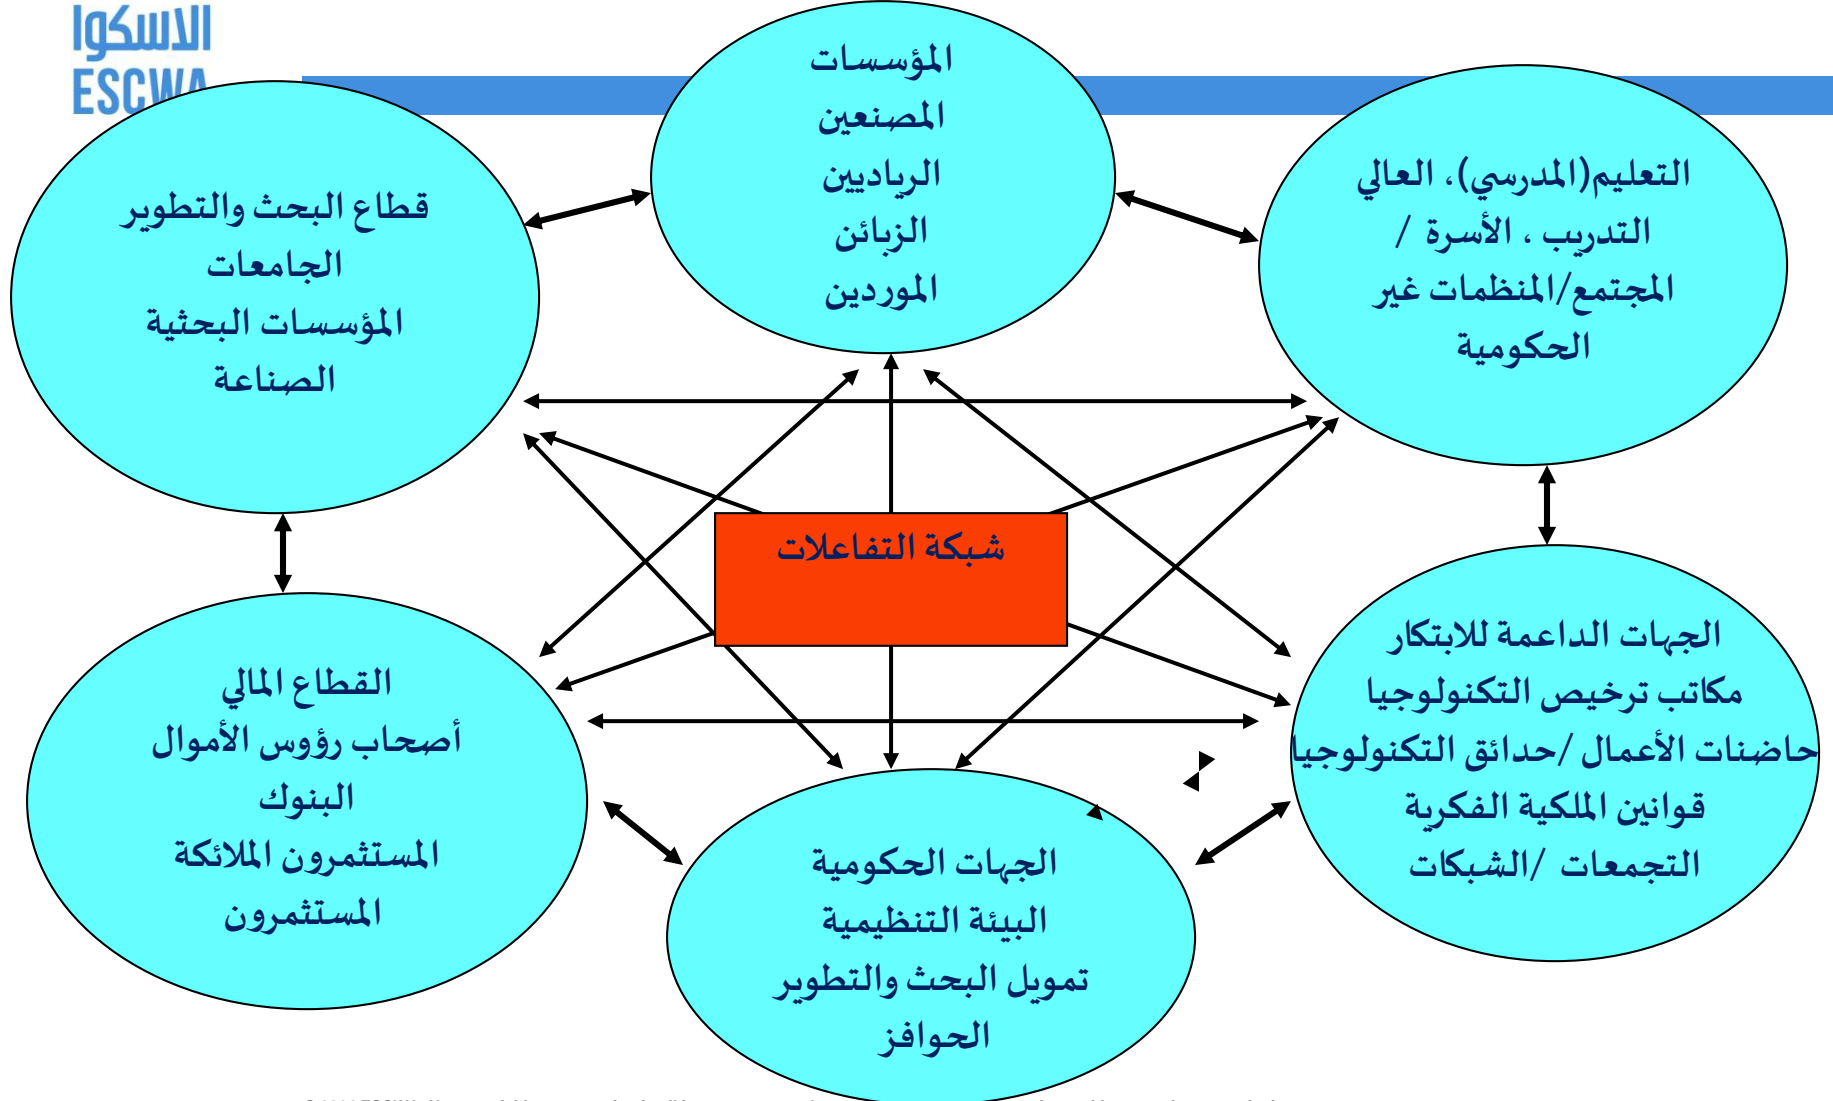 الاسكوا
ESCWA
المؤسسات
المصنعين
الرياديين
الزبائن
الموردين
التعليم(المدرسي)، العالي
التدريب ، الأسرة /
المجتمع/المنظمات غير
الحكومية
قطاع البحث والتطوير
الجامعات
المؤسسات البحثية
الصناعة
شبكة التفاعلات
الجهات الداعمة للابتكار
مكاتب ترخيص التكنولوجيا
حاضنات الأعمال /حدائق التكنولوجيا
قوانين الملكية الفكرية
التجمعات /الشبكات
القطاع المالي
أصحاب رؤوس الأموال
البنوك
المستثمرون الملائكة
المستثمرون
الجهات الحكومية
البيئة التنظيمية
تمويل البحث والتطوير
الحوافز